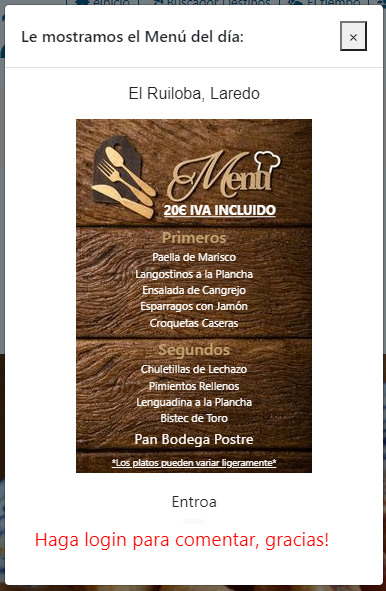 Inicio
Buscador Destinos
El tiempo
Le mostramos el Menú del día:
×
El Ruiloba, Laredo
Menú
20€ IVA INCLUIDO
Primeros
Paella de Marisco
Langostinos a la Plancha
Ensalada de Cangrejo
Esparragos con Jamón
Croquetas Caseras
Segundos
Chuletillas de Lechazo
Pimientos Rellenos
Lenguadina a la Plancha
Bistec de Toro
Pan Bodega Postre
*Los platos pueden variar ligeramente*
Entroa
Haga login para comentar, gracias!